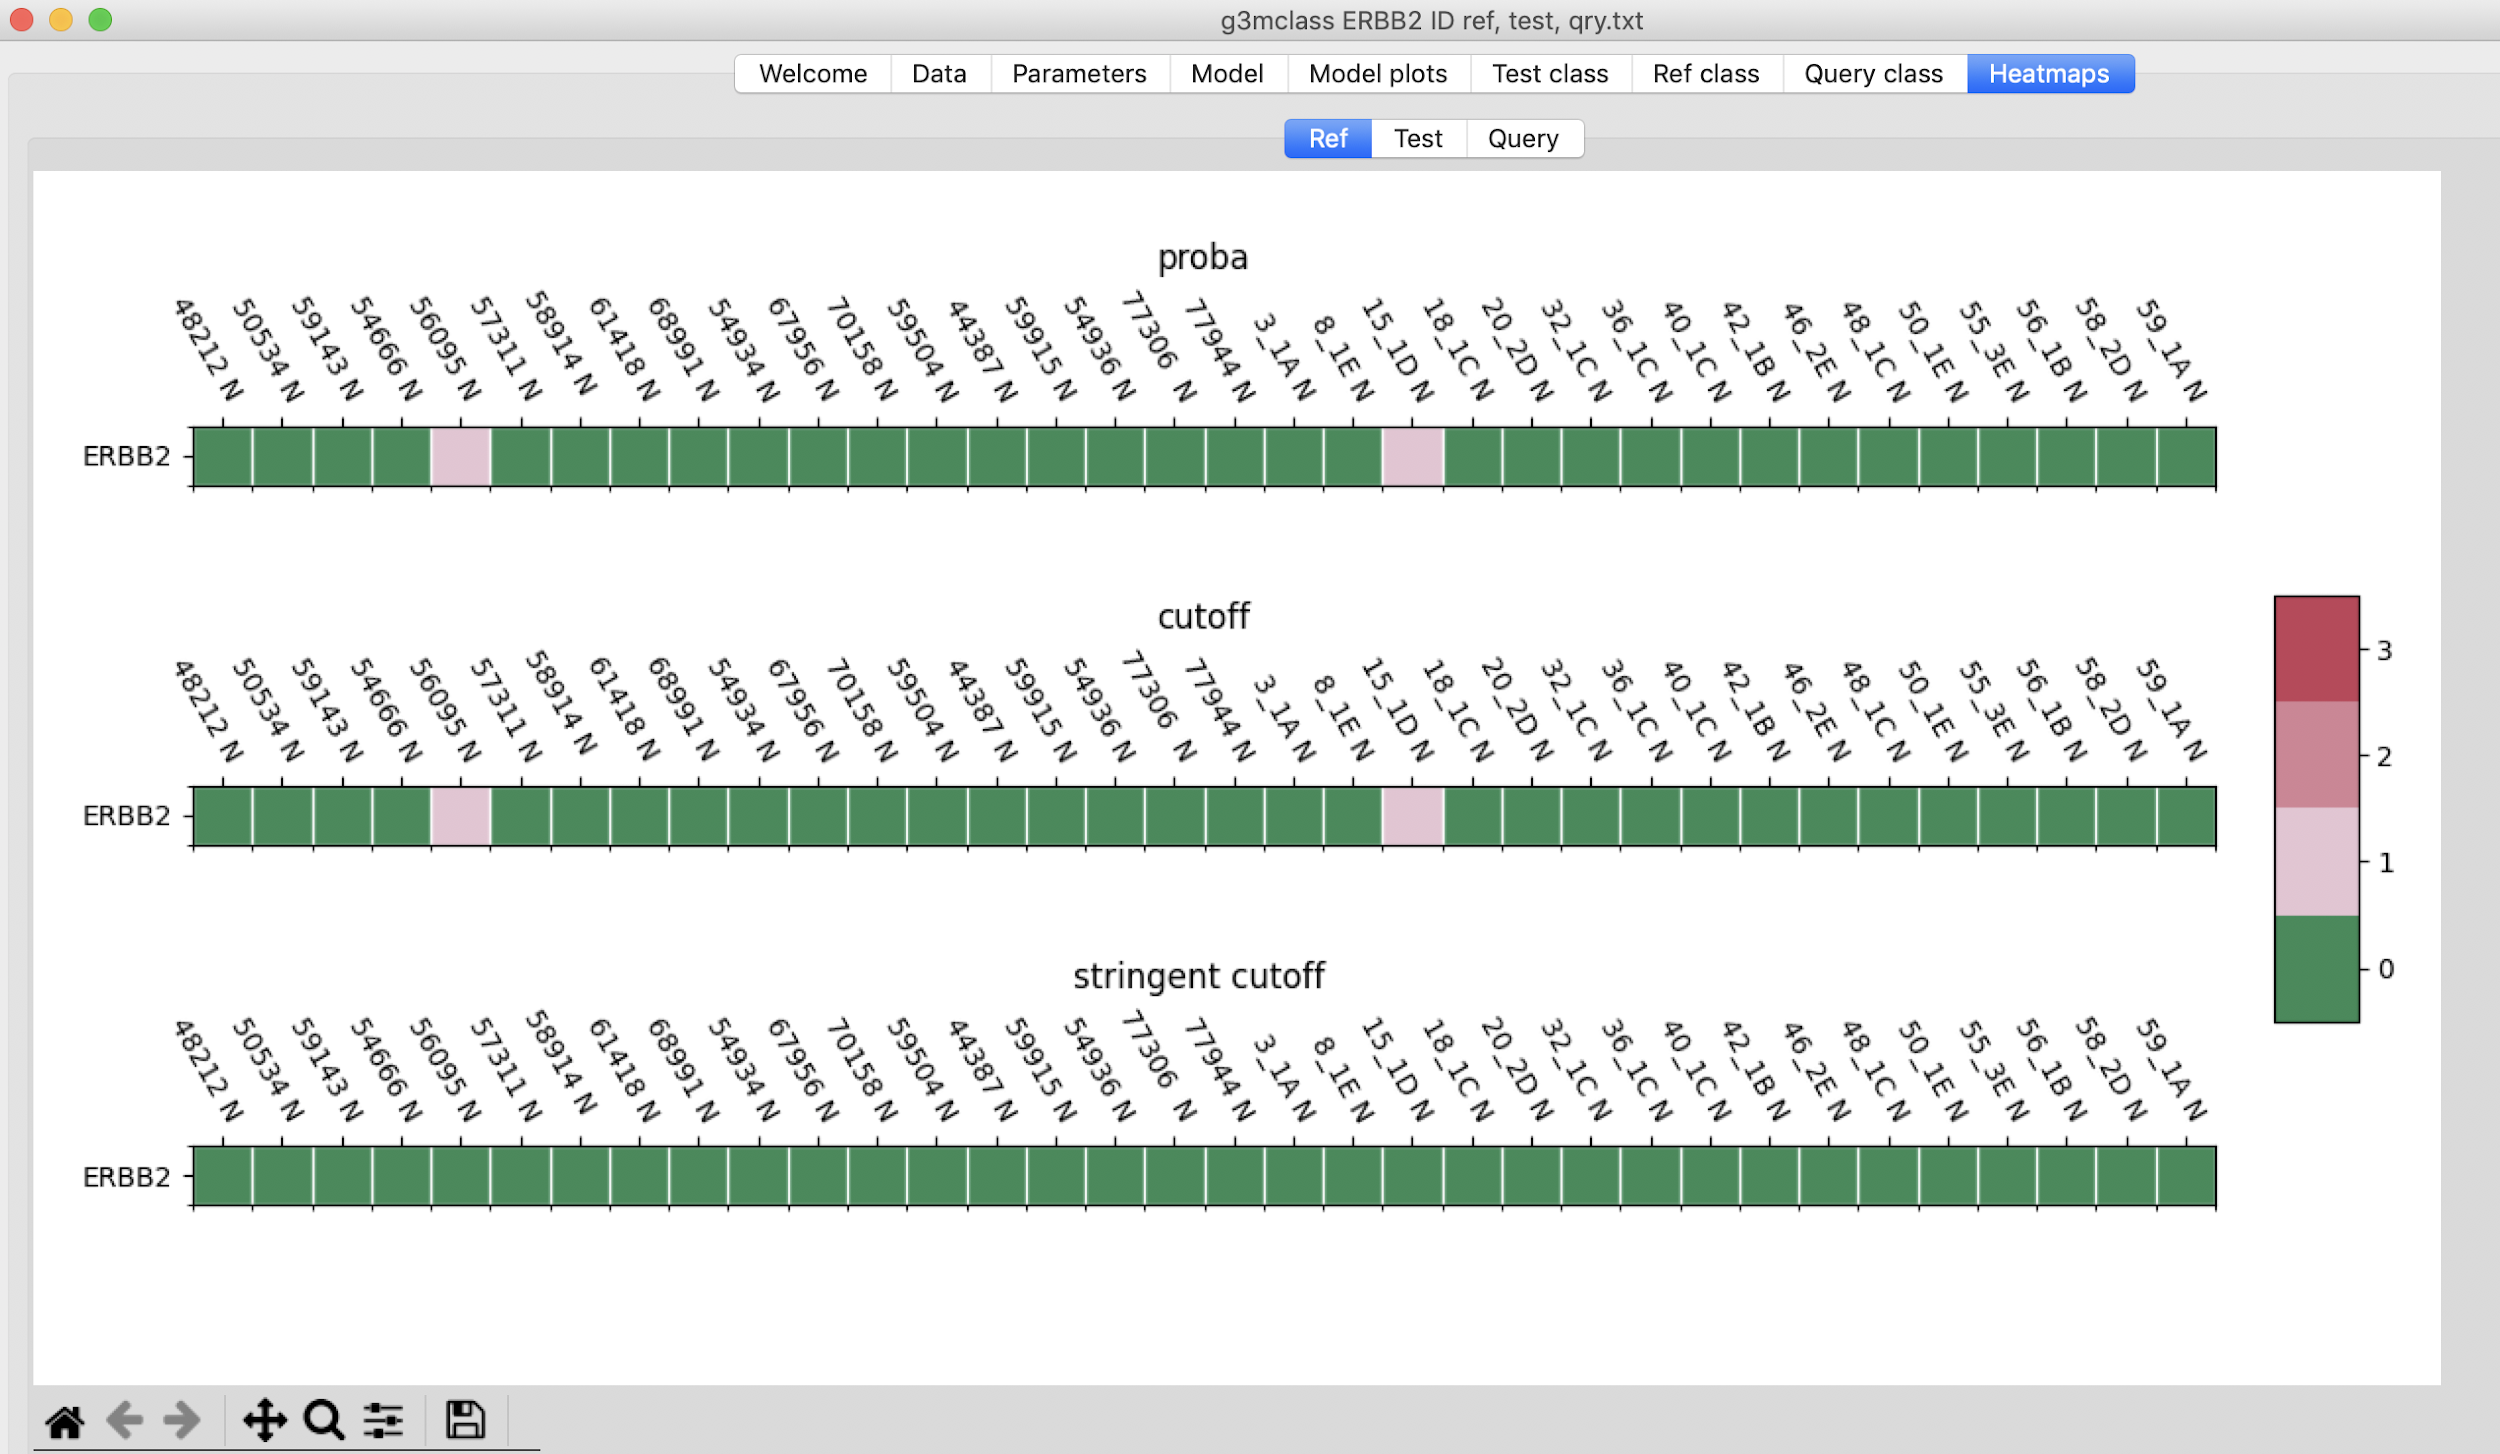 g3mclass ERBB2 ID ref, test, qry.txt
Welcome Data Parameters Model Model plots Test class Ref class Query class Heatmaps
Ref Test Query
proba
48212 N 50534 N 59143 N 54666 N 56095 N 57311 N 58914 N 61418 N 68991 N 54934 N 67956 N 70158 N 59504 N 44387 N 59915 N 54936 N 77306 N 77944 N 3_1A N 8_1E N 15_1D N 18_1C N 20_2D N 32_1C N 36_1C N 40_1C N 42_1B N 46_2E N 48_1C N 50_1E N 55_3E N 56_1B N 58_2D N 59_1A N
ERBB2
cutoff
48212 N 50534 N 59143 N 54666 N 56095 N 57311 N 58914 N 61418 N 68991 N 54934 N 67956 N 70158 N 59504 N 44387 N 59915 N 54936 N 77306 N 77944 N 3_1A N 8_1E N 15_1D N 18_1C N 20_2D N 32_1C N 36_1C N 40_1C N 42_1B N 46_2E N 48_1C N 50_1E N 55_3E N 56_1B N 58_2D N 59_1A N
ERBB2
stringent cutoff
48212 N 50534 N 59143 N 54666 N 56095 N 57311 N 58914 N 61418 N 68991 N 54934 N 67956 N 70158 N 59504 N 44387 N 59915 N 54936 N 77306 N 77944 N 3_1A N 8_1E N 15_1D N 18_1C N 20_2D N 32_1C N 36_1C N 40_1C N 42_1B N 46_2E N 48_1C N 50_1E N 55_3E N 56_1B N 58_2D N 59_1A N
ERBB2
3
2
1
0